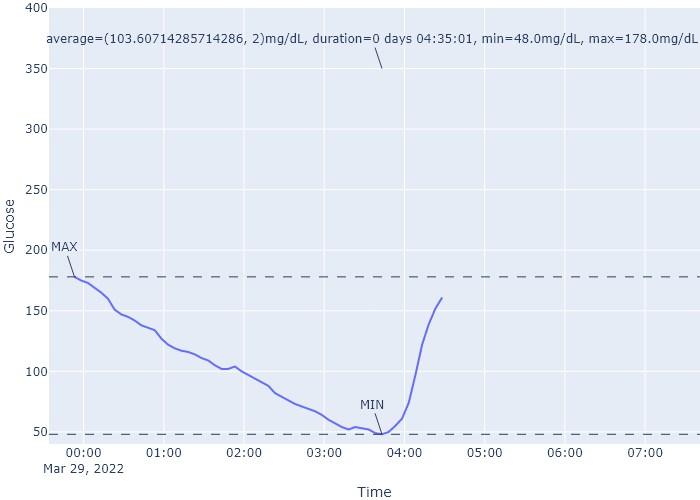 400
average=(103.60714285714286, 2)mg/dL, duration=0 days 04:35:01, min=48.0mg/dL, max=178.0mg/dL
350
300
250
200
MAX
150
100
MIN
50
Glucose
00:00 01:00 02:00 03:00 04:00 05:00 06:00 07:00
Mar 29, 2022
Time